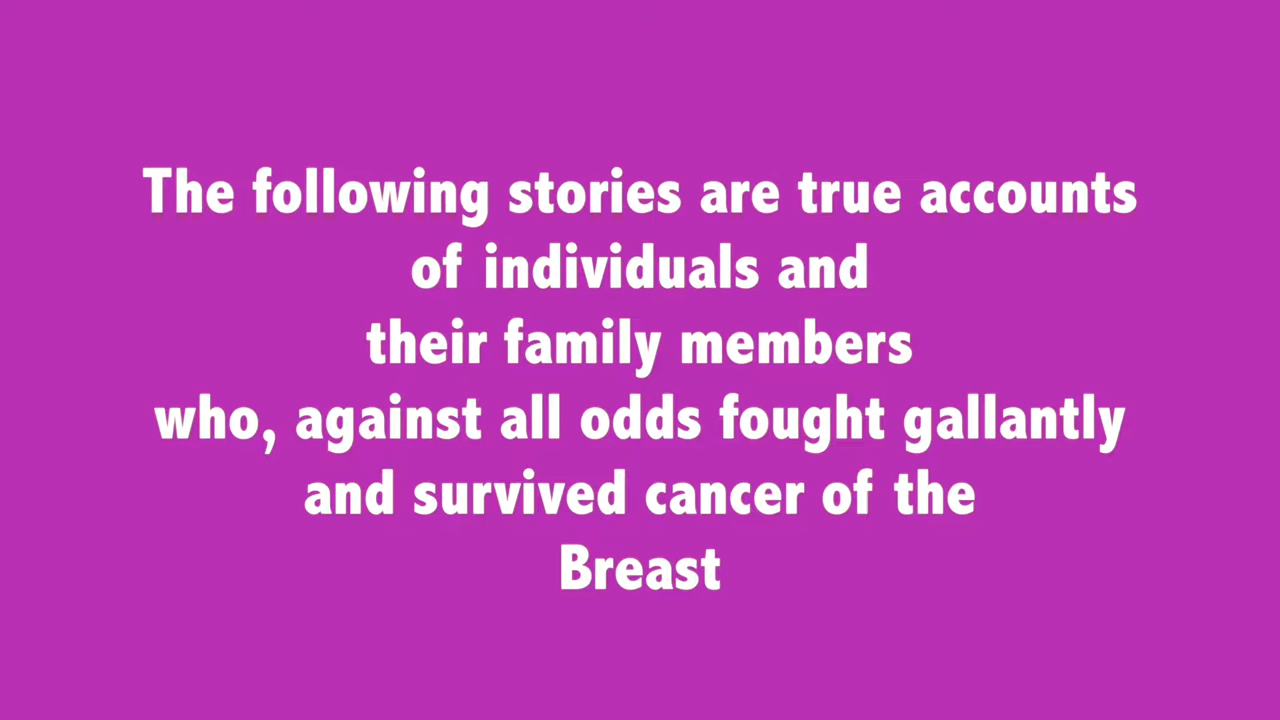 The following stories are true accounts
of individuals and
their family members
who, against all odds fought gallantly
and survived cancer of the
Breast